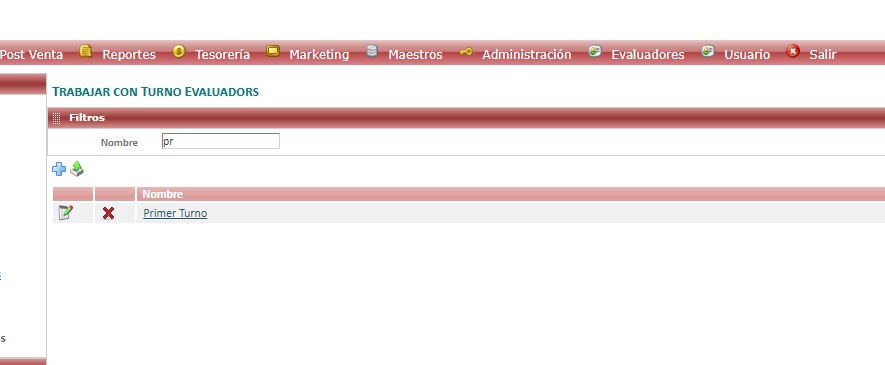 Post Venta Reportes Tesorería Marketing Maestros Administración Evaluadores Usuario Salir
TRABAJAR CON TURNO EVALUADORS
Filtros
Nombre pr
Nombre
Primer Turno
s